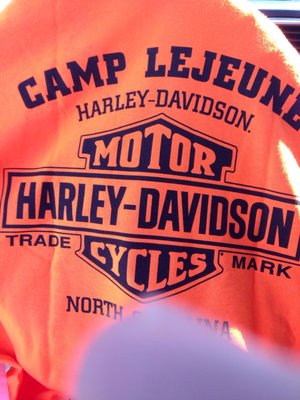 CAMP LEJEUNE
HARLEY-DAVIDSON.
MOTOR
HARLEY-DAVIDSON
TRADE MARK
CYCLES
NORTH